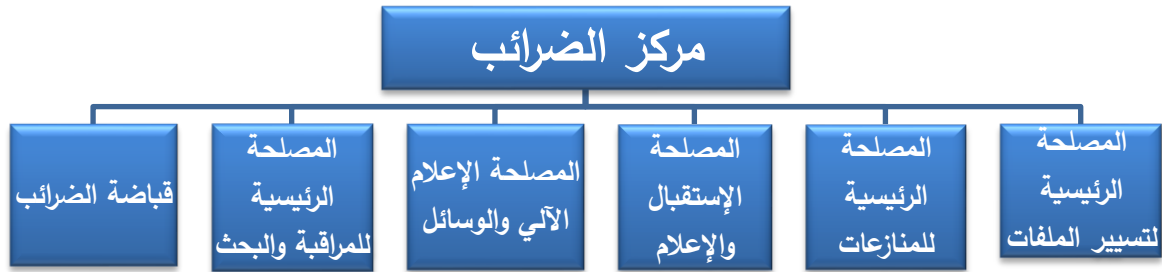 مركز الضرائب
المصلحة
الرئيسية
لتسيير الملفات
المصلحة
الرئيسية
للمنازعات
المصلحة
الإستقبال
والإعلام
المصلحة الإعلام
الآلي والوسائل
المصلحة
الرئيسية
للمراقبة والبحث
قباضة الضرائب